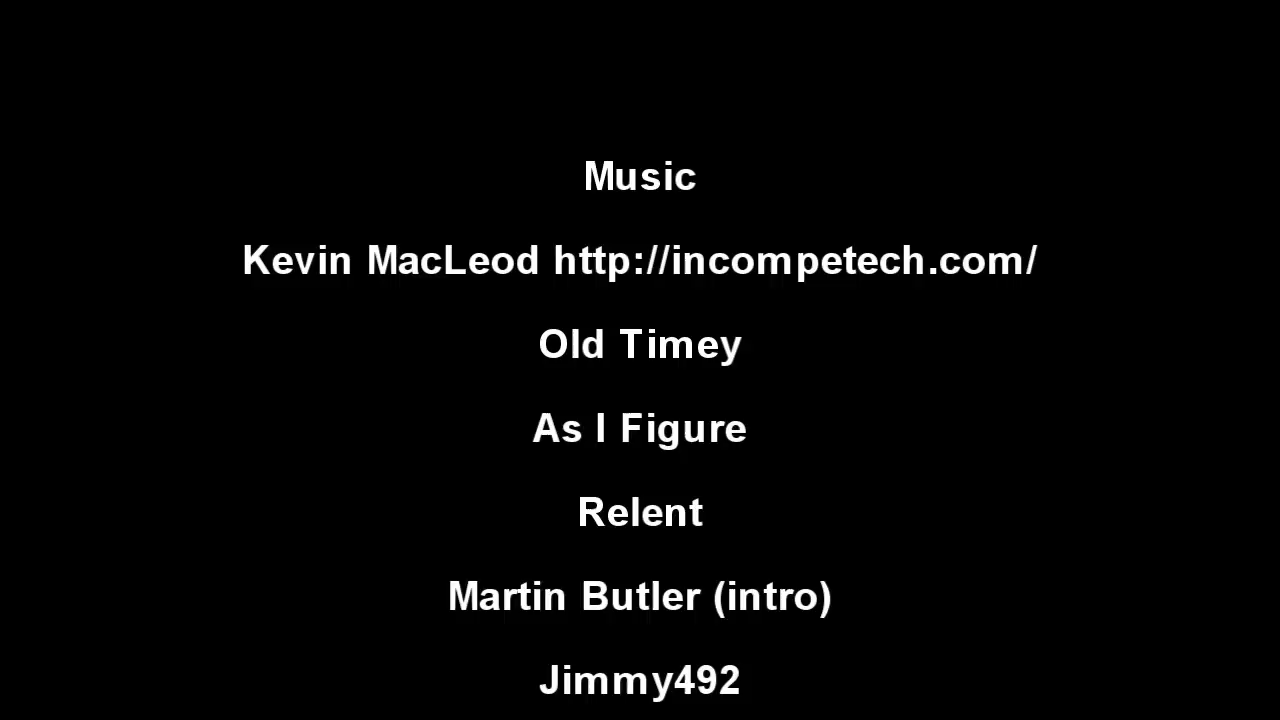 Music
Kevin MacLeod http://incompetech.com/
Old Timey
As I Figure
Relent
Martin Butler (intro)
Jimmy492